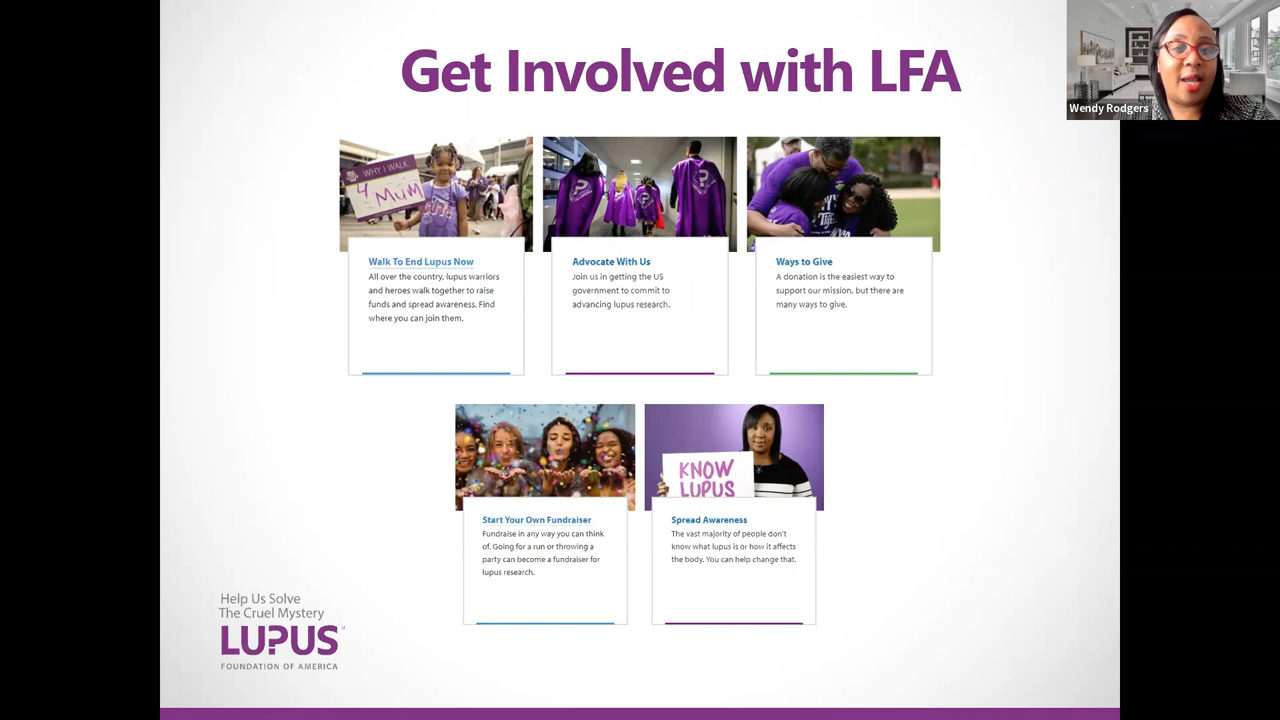 Get Involved with LFA
Wendy Rodgers
WHY I WALK
4 MUM
Walk To End Lupus Now
All over the country, lupus warriors
and heroes walk together to raise
funds and spread awareness. Find
where you can join them.
Advocate With Us
Join us in getting the US
government to commit to
advancing lupus research.
Ways to Give
A donation is the easiest way to
support our mission, but there are
many ways to give.
KNOW
LUPUS
Start Your Own Fundraiser
Fundraise in any way you can think
of. Going for a run or throwing a
party can become a fundraiser for
lupus research.
Spread Awareness
The vast majority of people don't
know what lupus is or how it affects
the body. You can help change that.
Help Us Solve
The Cruel Mystery
LUPUS
FOUNDATION OF AMERICA